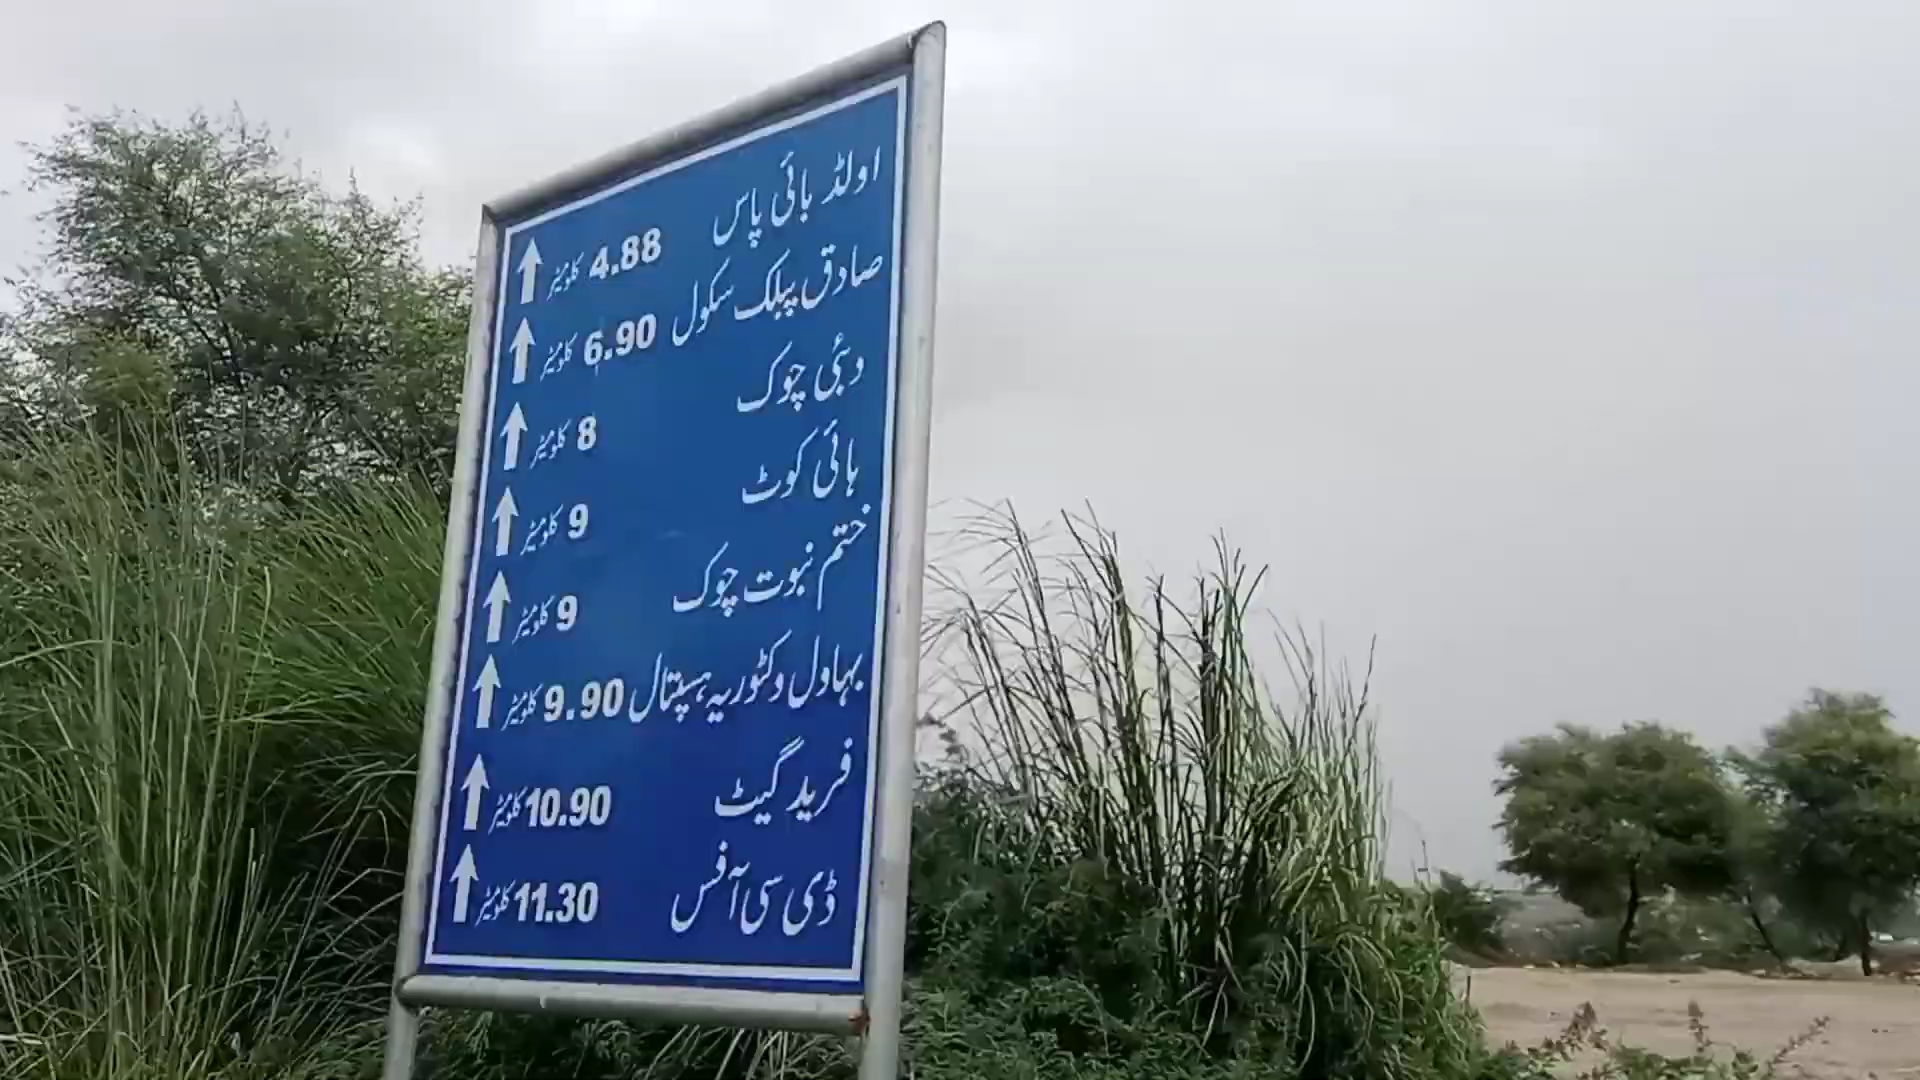 اولڈ بائی پاس 4.88 کلومیٹر
صادق پبلک سکول 6.90 کلومیٹر
دبئی چوک 8 کلومیٹر
ہائی کوٹ 9 کلومیٹر
ختم نبوت چوک 9 کلومیٹر
بہاول وکٹوریہ ہسپتال 9.90 کلومیٹر
فرید گیٹ 10.90 کلومیٹر
ڈی سی آفس 11.30 کلومیٹر